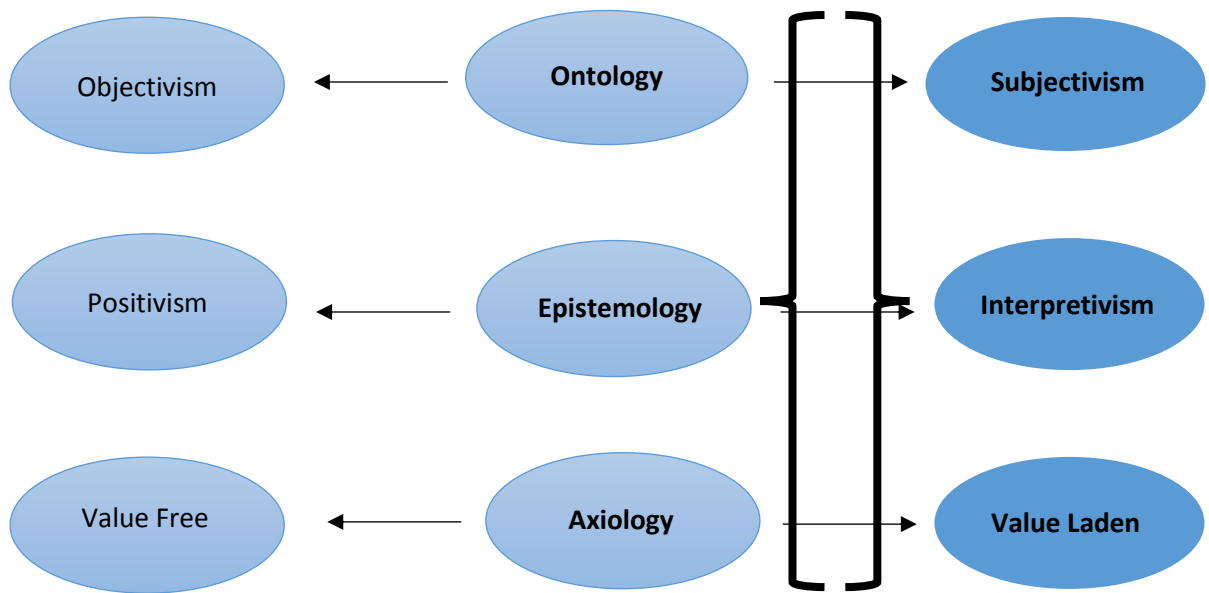 Objectivism
Ontology
Subjectivism
Positivism
Epistemology
Interpretivism
Value Free
Axiology
Value Laden